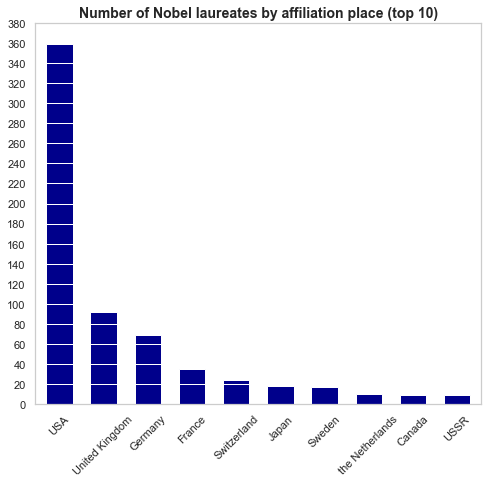 Number of Nobel laureates by affiliation place (top 10)
380
360
340
320
300
280
260
240
220
200
180
160
140
120
100
80
60
40
20
0
USA
United Kingdom
Germany
France
Switzerland
Japan
Sweden
the Netherlands
Canada
USSR